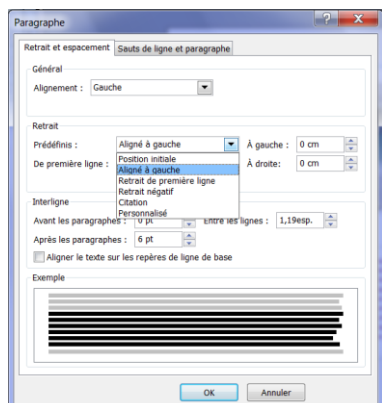 Paragraphe
Retrait et espacement Sauts de ligne et paragraphe
Général
Alignement : Gauche
Retrait
Prédéfinis : Aligné à gauche À gauche : 0 cm
De première ligne : À droite: 0 cm
Position initiale
Aligné à gauche
Retrait de première ligne
Retrait négatif
Citation
Personnalisé
Interligne
Avant les paragraphes : 0 pt Entre les lignes : 1,19esp.
Après les paragraphes : 6 pt
Aligner le texte sur les repères de ligne de base
Exemple
OK Annuler